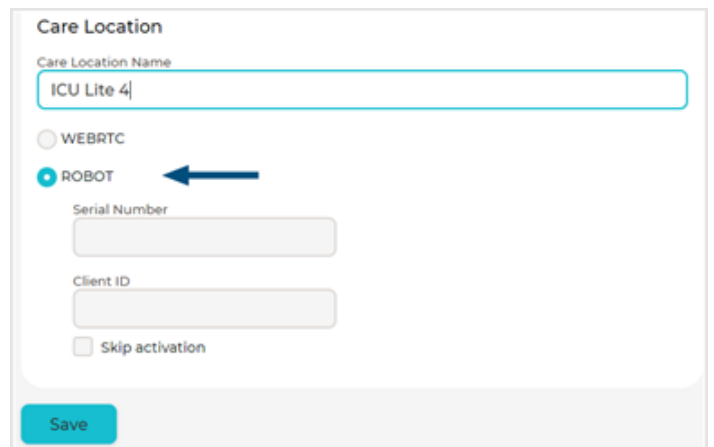 Care Location
Care Location Name
ICU Lite 4
WEBRTC
ROBOT
Serial Number
Client ID
Skip activation
Save